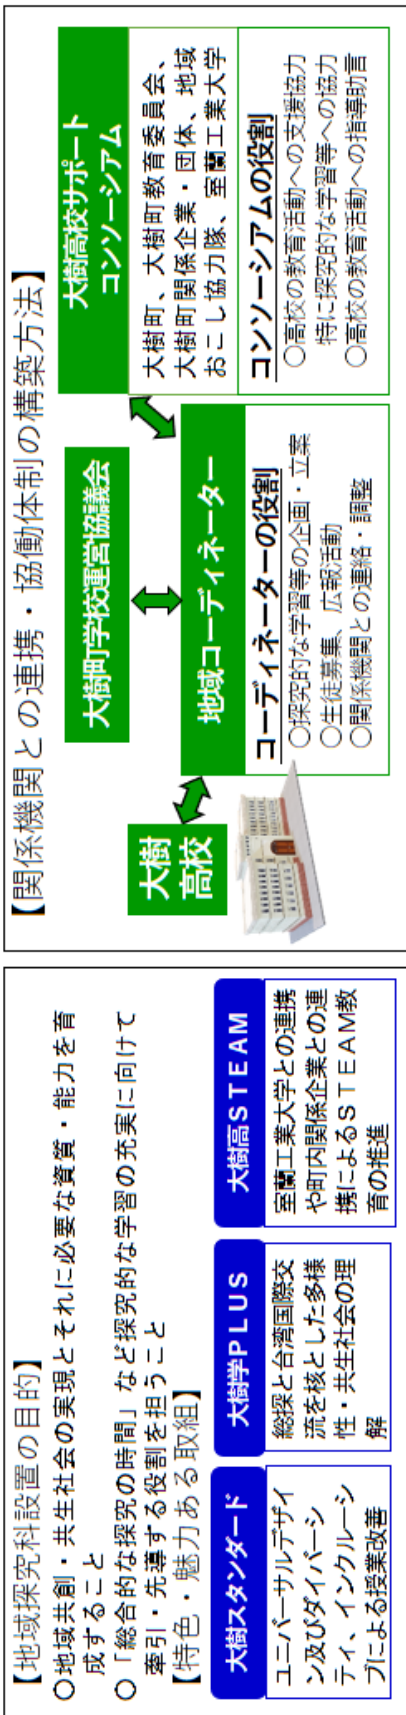 【地域探究科設置の目的】
○地域共創・共生社会の実現とそれに必要な資質・能力を育
成すること
○「総合的な探究の時間」など探究的な学習の充実に向けて
牽引・先導する役割を担うこと
【特色・魅力ある取組】
大樹スタンダード
ユニバーサルデザイ
ン及びダイバーシ
ティ、インクルーシ
ブによる授業改善
大樹学PLUS
総探と台湾国際交
流を核とした多様
性・共生社会の理
解
大樹高STEAM
室蘭工業大学との連携
や町内関係企業との連
携によるSTEAM教
育の推進
【関係機関との連携・協働体制の構築方法】
大樹
高校
大樹町学校運営協議会
地域コーディネーター
コーディネーターの役割
○探究的な学習等の企画・立案
○生徒募集、広報活動
○関係機関との連絡・調整
大樹高校サポート
コンソーシアム
大樹町、大樹町教育委員会、
大樹町関係企業・団体、地域
おこし協力隊、室蘭工業大学
コンソーシアムの役割
○高校の教育活動への支援協力
特に探究的な学習等への協力
○高校の教育活動への指導助言